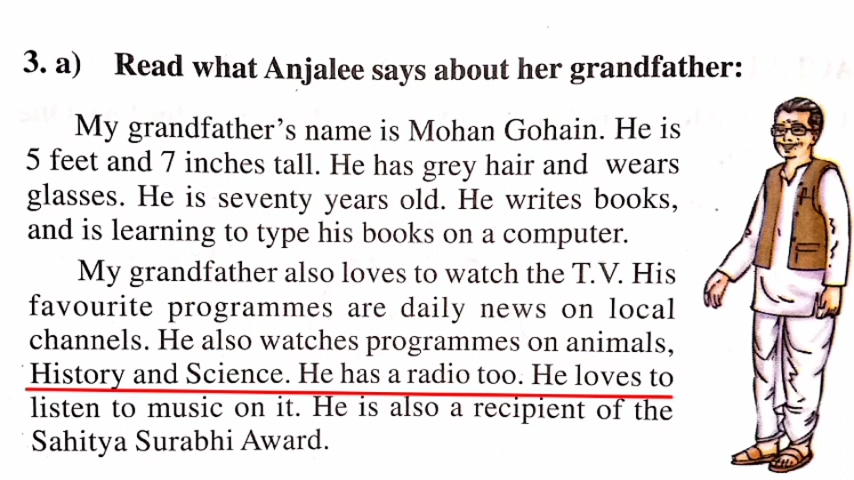 3. a) Read what Anjalee says about her grandfather:
My grandfather's name is Mohan Gohain. He is
5 feet and 7 inches tall. He has grey hair and wears
glasses. He is seventy years old. He writes books,
and is learning to type his books on a computer.
My grandfather also loves to watch the T.V. His
favourite programmes are daily news on local
channels. He also watches programmes on animals,
History and Science. He has a radio too. He loves to
listen to music on it. He is also a recipient of the
Sahitya Surabhi Award.